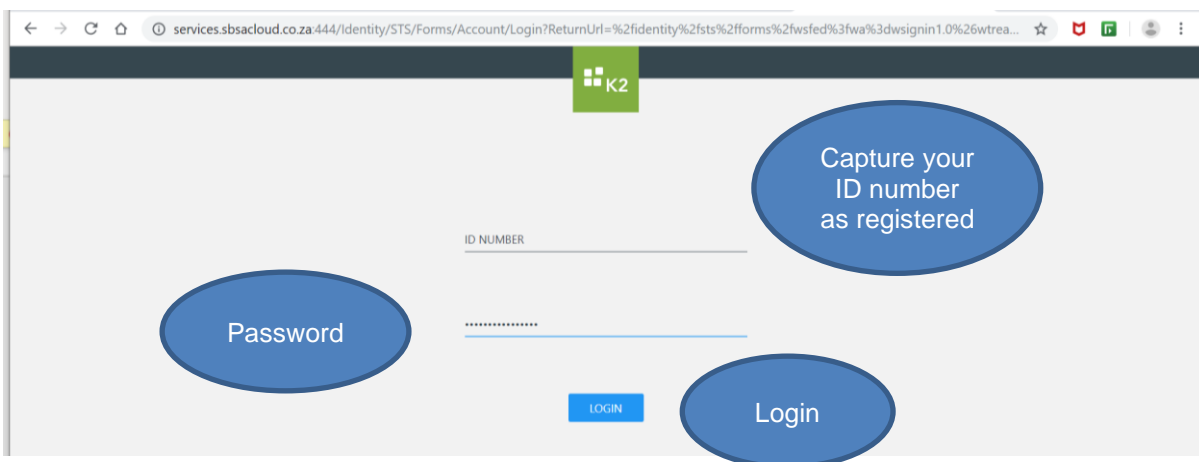 services.sbsacloud.co.za:444/Identity/STS/Forms/Account/Login?ReturnUrl=%2fidentity%2fsts%2fforms%2fwsfed%3fwa%3dwsignin1.0%26wtrea...
K2
Capture your
ID number
as registered
ID NUMBER
Password
................
LOGIN
Login